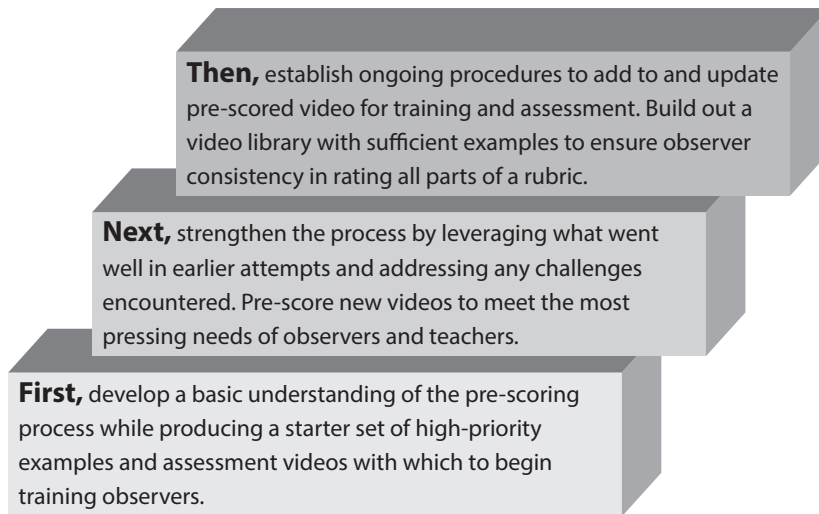 Then, establish ongoing procedures to add to and update
pre-scored video for training and assessment. Build out a
video library with sufficient examples to ensure observer
consistency in rating all parts of a rubric.
Next, strengthen the process by leveraging what went
well in earlier attempts and addressing any challenges
encountered. Pre-score new videos to meet the most
pressing needs of observers and teachers.
First, develop a basic understanding of the pre-scoring
process while producing a starter set of high-priority
examples and assessment videos with which to begin
training observers.